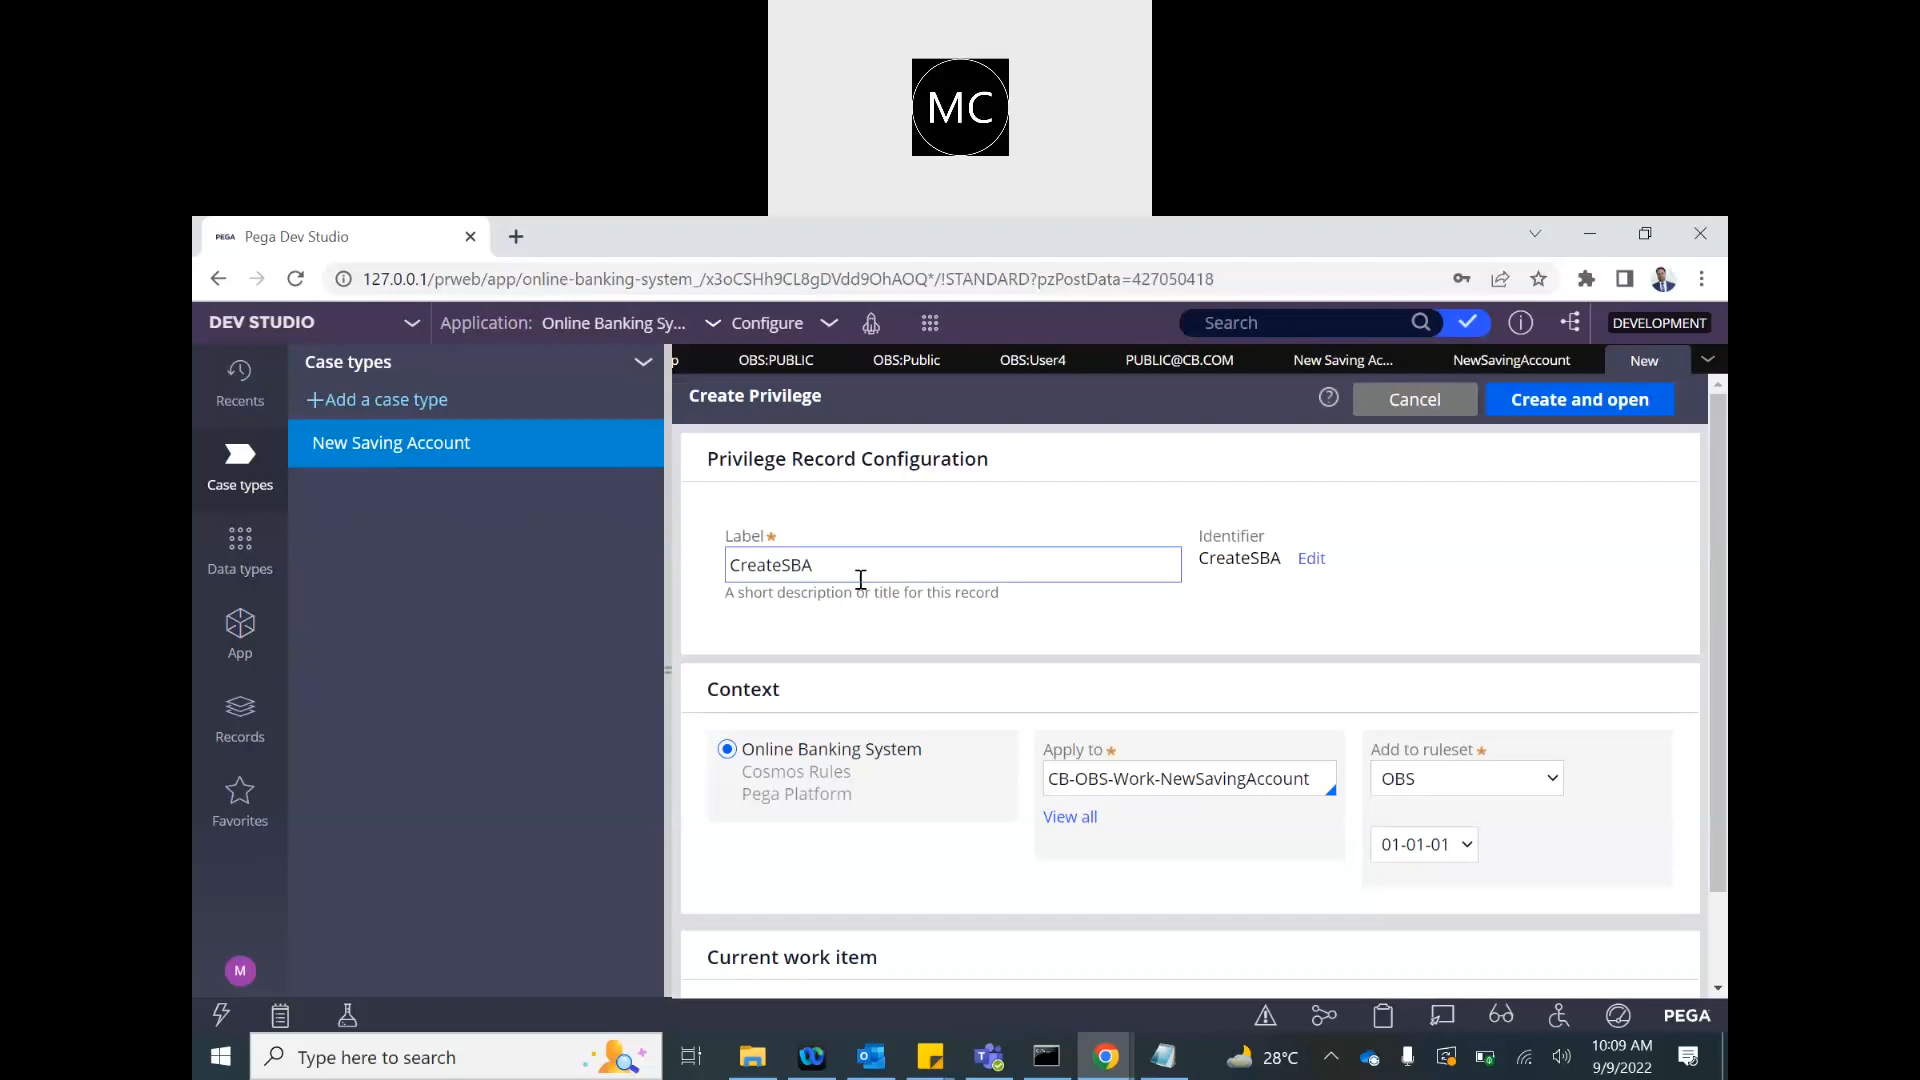 MC
PEGA Pega Dev Studio
127.0.0.1/prweb/app/online-banking-system_/x3oCSHh9CL8gDVdd9OhAOQ*/!STANDARD?pzPostData=427050418
DEV STUDIO Application: Online Banking Sy... Configure Search DEVELOPMENT
Recents
Case types
Data types
App
Records
Favorites
M
Case types
Add a case type
New Saving Account
p OBS:PUBLIC OBS:Public OBS:User4 PUBLIC@CB.COM New Saving Ac... NewSavingAccount New
Create Privilege Cancel Create and open
Privilege Record Configuration
Label* Identifier
CreateSBA CreateSBA Edit
A short description or title for this record
Context
Online Banking System
Cosmos Rules
Pega Platform
Apply to*
CB-OBS-Work-NewSavingAccount
View all
Add to ruleset*
OBS
01-01-01
Current work item
PEGA
Type here to search 28°C 10:09 AM
9/9/2022